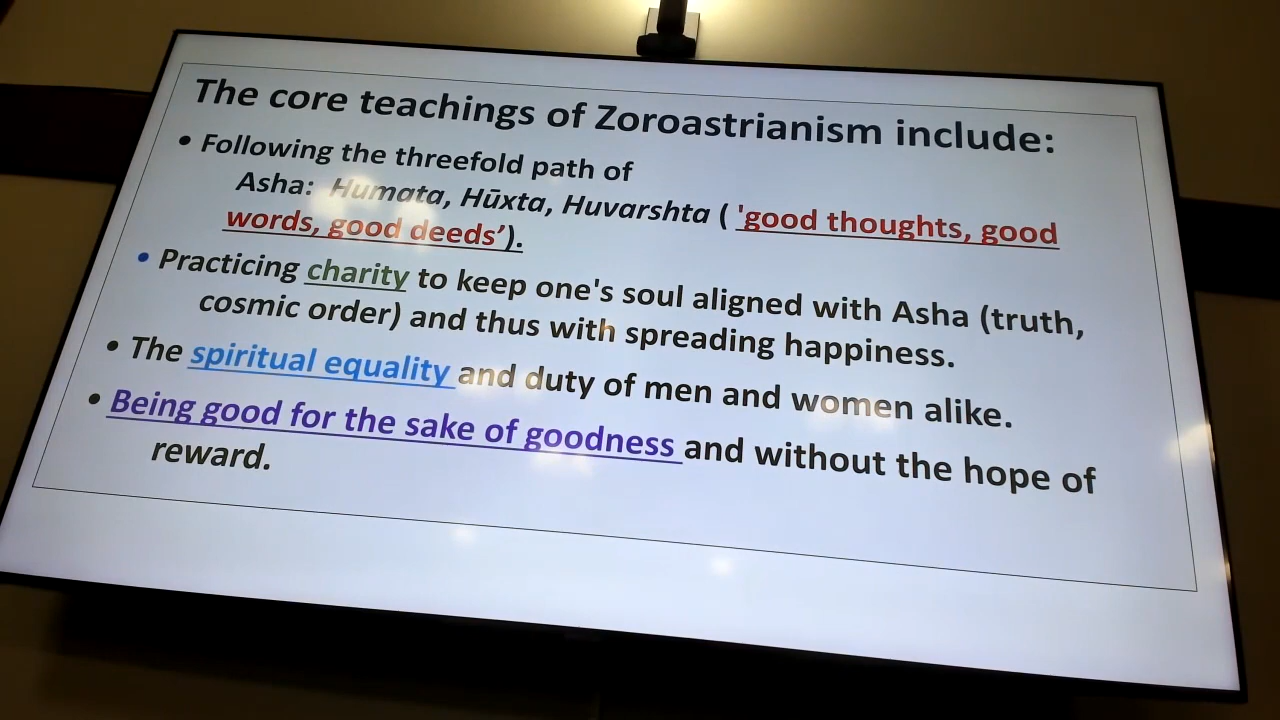 The core teachings of Zoroastrianism include:
• Following the threefold path of
Asha: Humata, Hūxta, Huvarshta ( 'good thoughts, good
words, good deeds’).
• Practicing charity to keep one's soul aligned with Asha (truth,
cosmic order) and thus with spreading happiness.
• The spiritual equality and duty of men and women alike.
• Being good for the sake of goodness and without the hope of
reward.